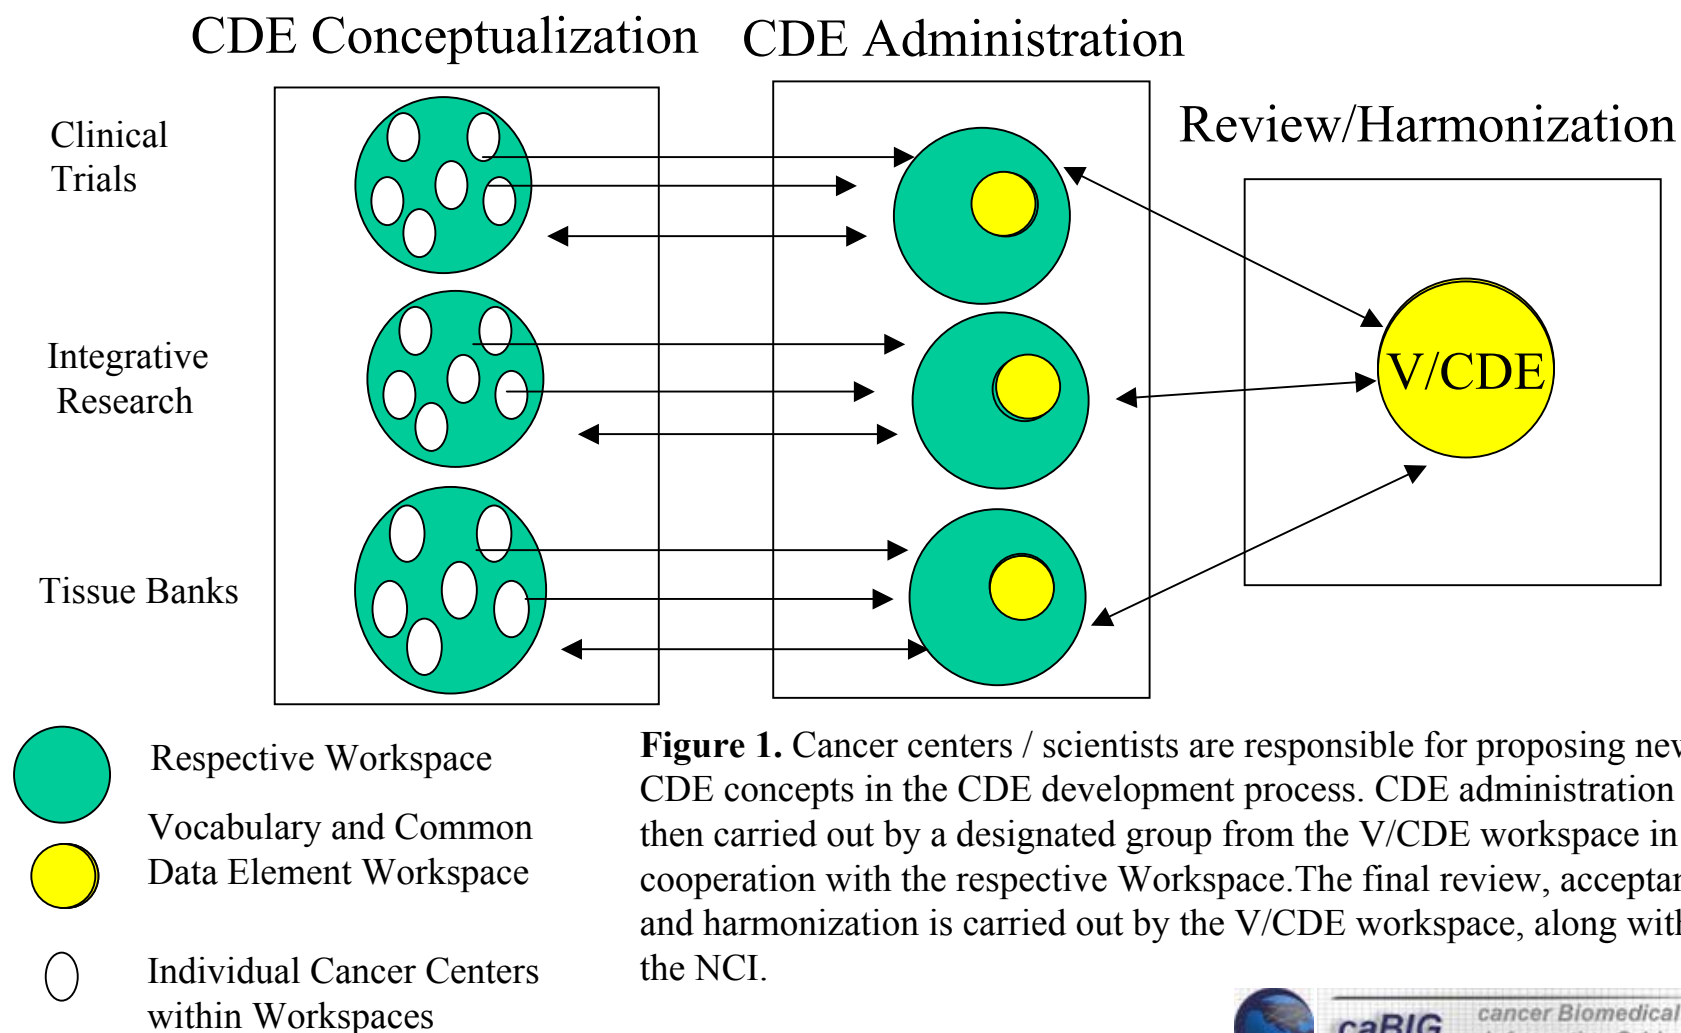 CDE Conceptualization CDE Administration
Review/Harmonization
Clinical
Trials
Integrative
Research
Tissue Banks
V/CDE
Respective Workspace
Vocabulary and Common
Data Element Workspace
Individual Cancer Centers
within Workspaces
Figure 1. Cancer centers / scientists are responsible for proposing new
CDE concepts in the CDE development process. CDE administration
then carried out by a designated group from the V/CDE workspace in
cooperation with the respective Workspace.The final review, acceptan
and harmonization is carried out by the V/CDE workspace, along with
the NCI.
caBIG cancer Biomedical